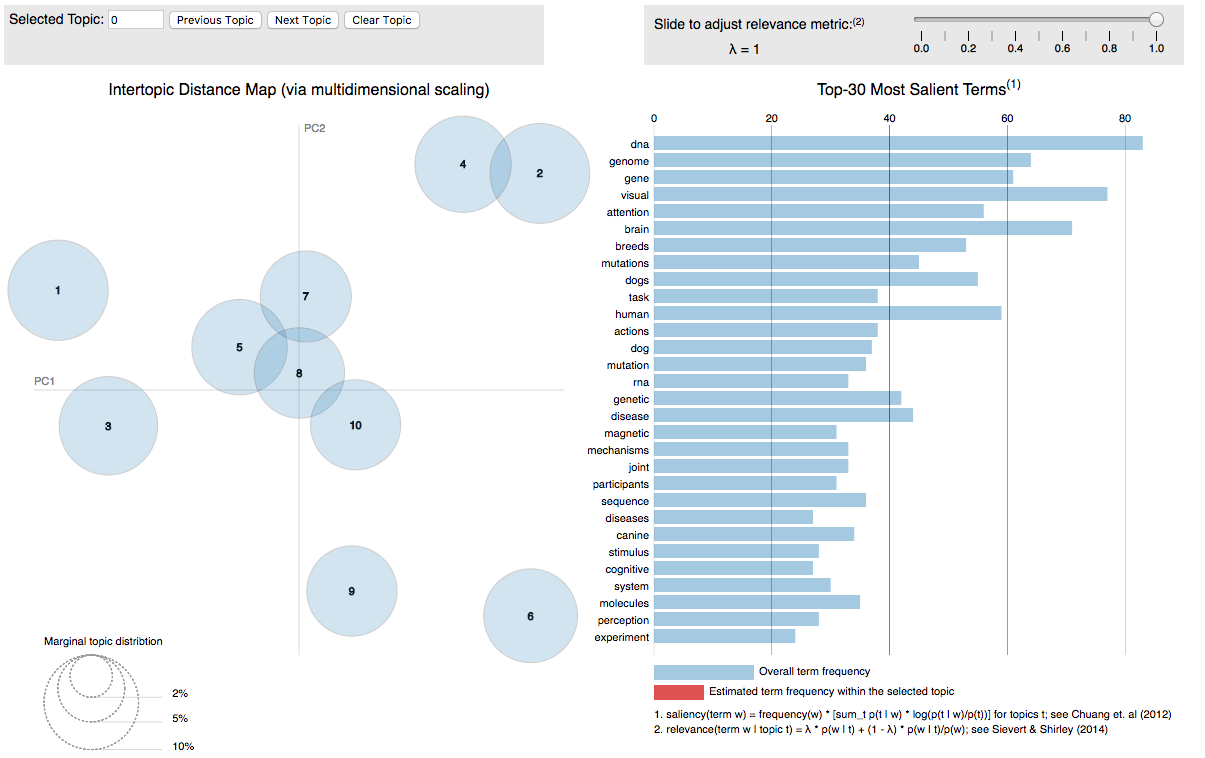 Selected Topic: 0 Previous Topic Next Topic Clear Topic
Slide to adjust relevance metric:(2)
λ = 1
0.0 0.2 0.4 0.6 0.8 1.0
Intertopic Distance Map (via multidimensional scaling)
PC2
PC1
4
2
1
7
5
8
3
10
9
6
Marginal topic distribtion
2%
5%
10%
Top-30 Most Salient Terms(1)
0 20 40 60 80
dna
genome
gene
visual
attention
brain
breeds
mutations
dogs
task
human
actions
dog
mutation
rna
genetic
disease
magnetic
mechanisms
joint
participants
sequence
diseases
canine
stimulus
cognitive
system
molecules
perception
experiment
Overall term frequency
Estimated term frequency within the selected topic
1. saliency(term w) = frequency(w) * [sum_t p(t | w) * log(p(t | w)/p(t))] for topics t; see Chuang et. al (2012)
2. relevance(term w | topic t) = λ * p(w | t) + (1 - λ) * p(w | t)/p(w); see Sievert & Shirley (2014)